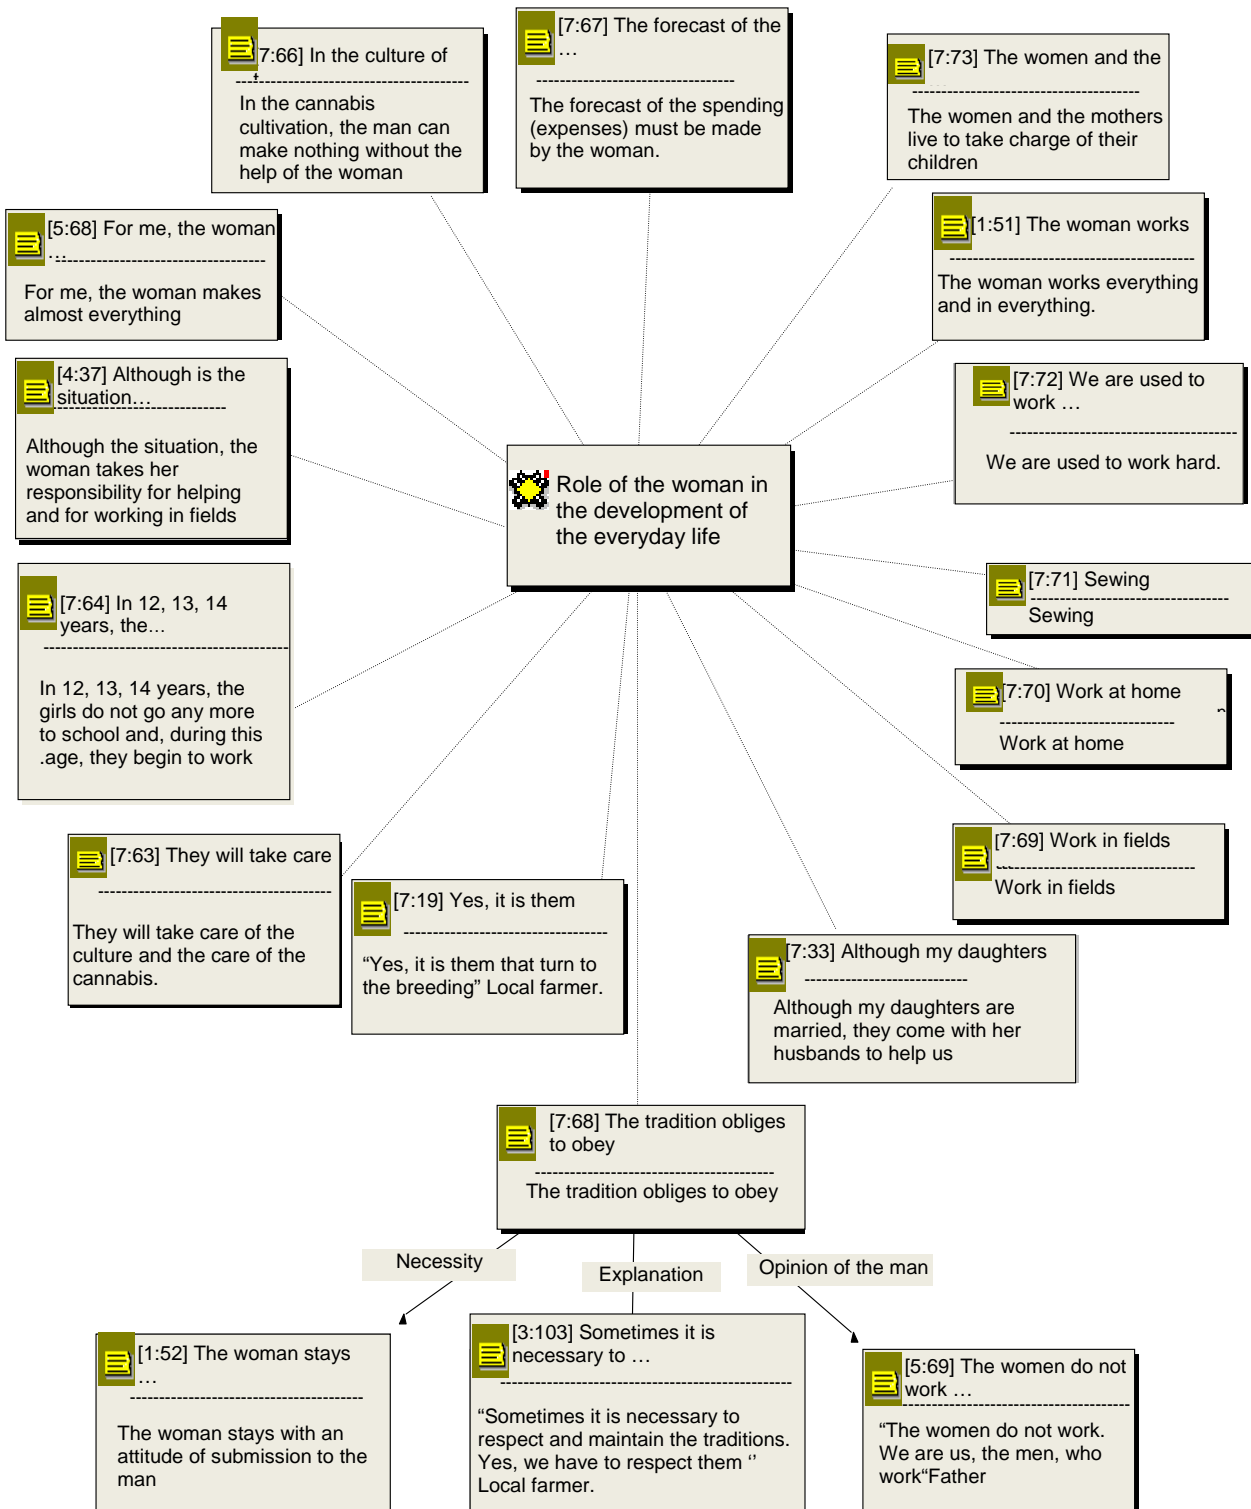 [7:66] In the culture of
In the cannabis
cultivation, the man can
make nothing without the
help of the woman
[7:67] The forecast of the
…
The forecast of the spending
(expenses) must be made
by the woman.
[7:73] The women and the
The women and the mothers
live to take charge of their
children
[5:68] For me, the woman
…
For me, the woman makes
almost everything
[1:51] The woman works
The woman works everything
and in everything.
[4:37] Although is the
situation…
Although the situation, the
woman takes her
responsibility for helping
and for working in fields
[7:72] We are used to
work …
We are used to work hard.
Role of the woman in
the development of
the everyday life
[7:64] In 12, 13, 14
years, the…
In 12, 13, 14 years, the
girls do not go any more
to school and, during this
.age, they begin to work
[7:71] Sewing
Sewing
[7:70] Work at home
Work at home
[7:63] They will take care
They will take care of the
culture and the care of the
cannabis.
[7:19] Yes, it is them
“Yes, it is them that turn to
the breeding” Local farmer.
[7:69] Work in fields
…
Work in fields
[7:33] Although my daughters
Although my daughters are
married, they come with her
husbands to help us
[7:68] The tradition obliges
to obey
The tradition obliges to obey
Necessity
Explanation
Opinion of the man
[1:52] The woman stays
…
The woman stays with an
attitude of submission to the
man
[3:103] Sometimes it is
necessary to …
“Sometimes it is necessary to
respect and maintain the traditions.
Yes, we have to respect them ‘’
Local farmer.
[5:69] The women do not
work …
“The women do not work.
We are us, the men, who
work“Father